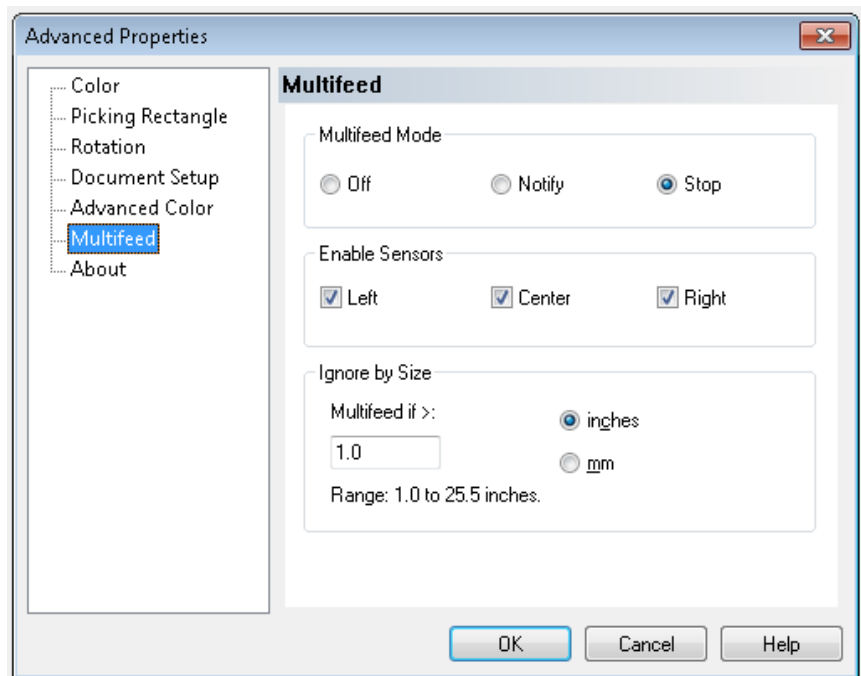 Advanced Properties
Color
Picking Rectangle
Rotation
Document Setup
Advanced Color
Multifeed
About
Multifeed
Multifeed Mode
Off Notify Stop
Enable Sensors
Left Center Right
Ignore by Size
Multifeed if >:
inches
1.0
mm
Range: 1.0 to 25.5 inches.
OK Cancel Help